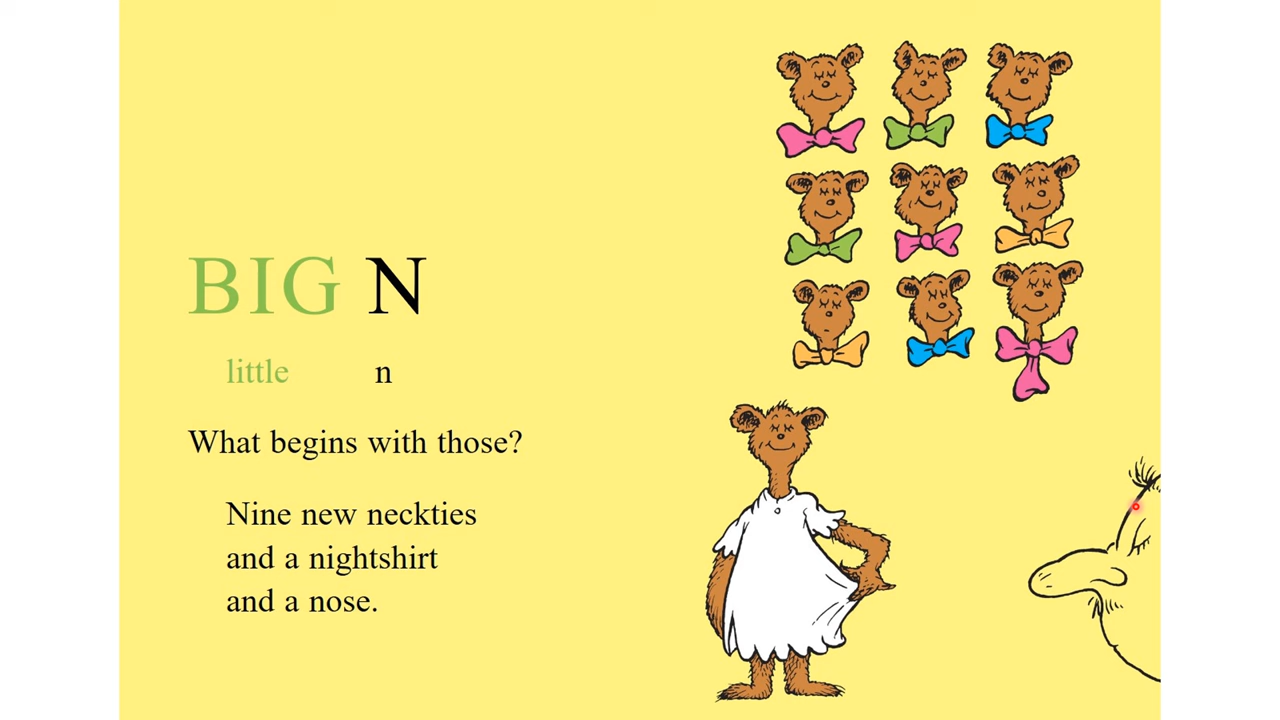 BIG N
little n
What begins with those?
Nine new neckties
and a nightshirt
and a nose.